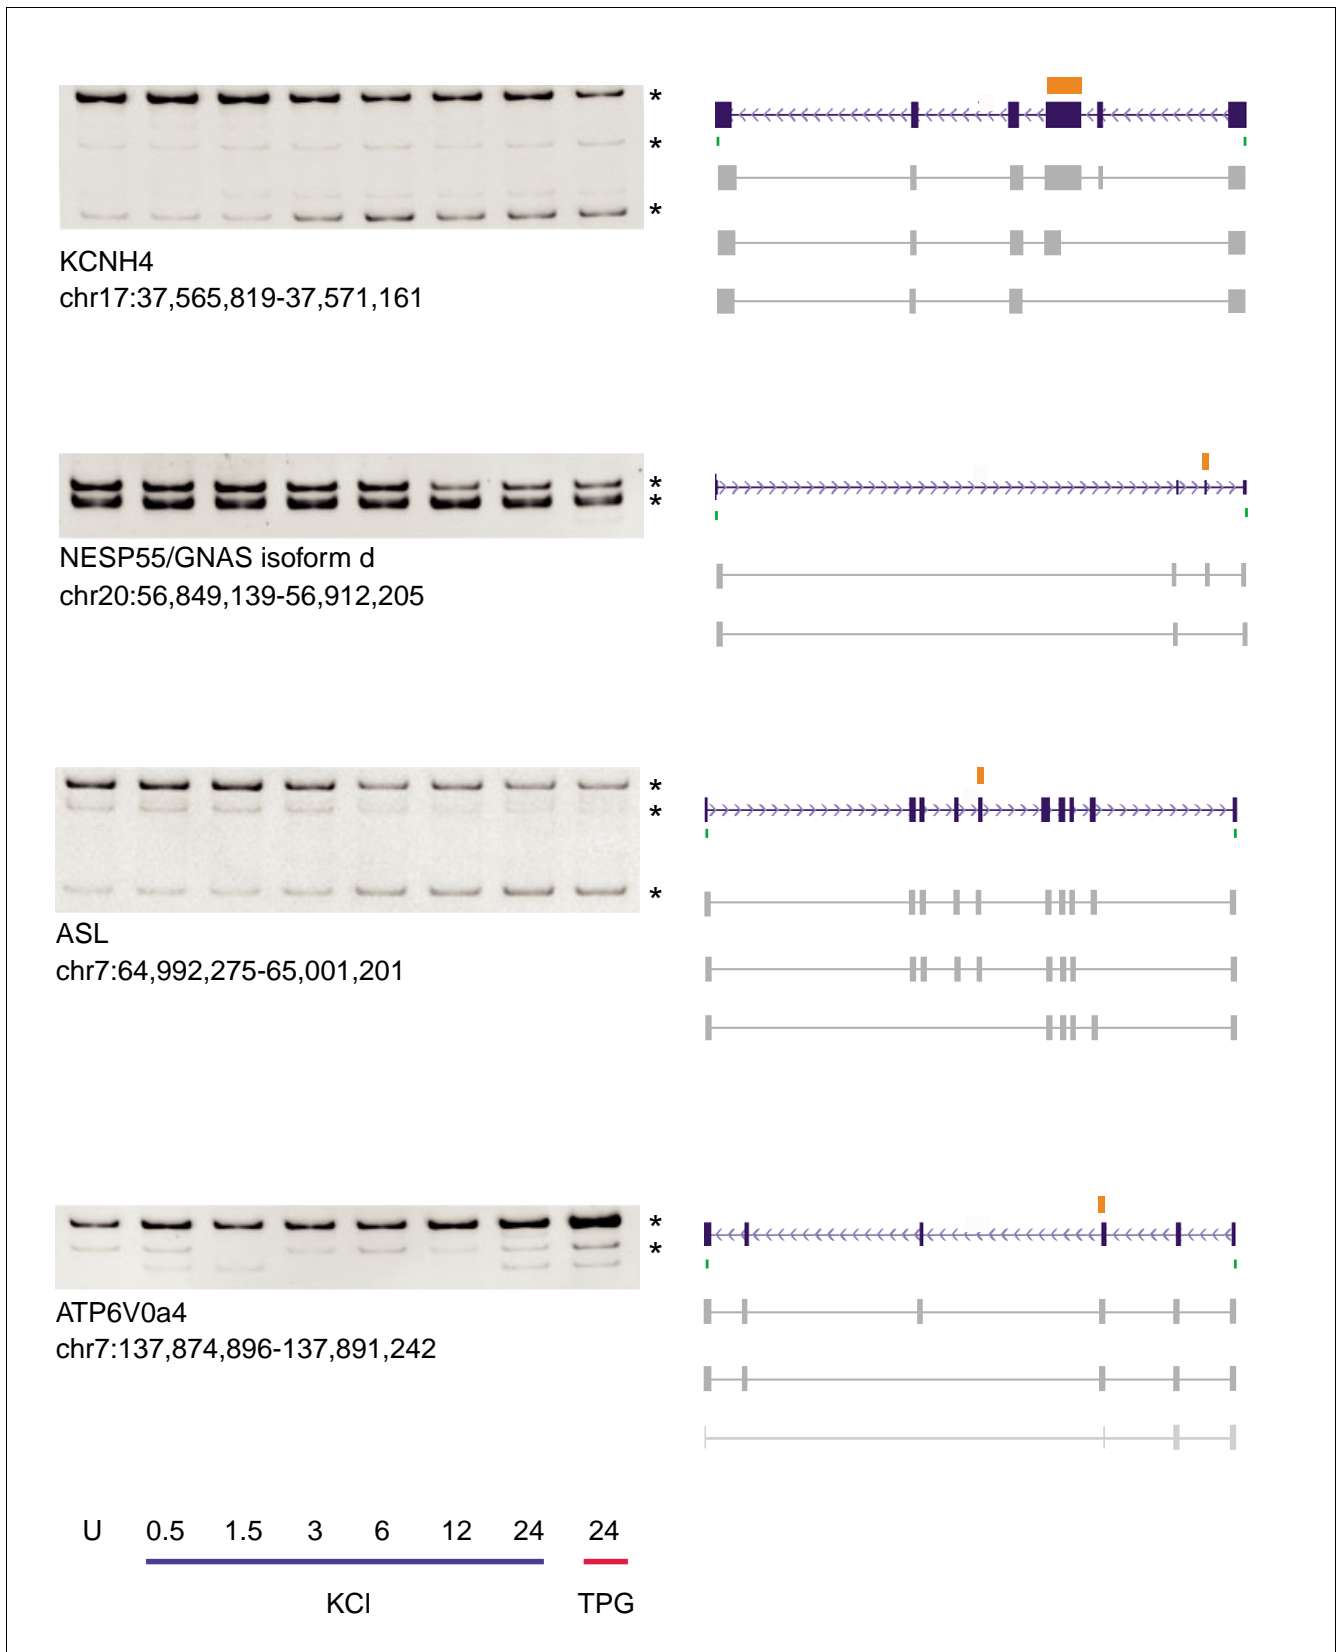 *
*
*
KCNH4
chr17:37,565,819-37,571,161
*
*
NESP55/GNAS isoform d
chr20:56,849,139-56,912,205
*
*
*
ASL
chr7:64,992,275-65,001,201
*
*
ATP6V0a4
chr7:137,874,896-137,891,242
U 0.5 1.5 3 6 12 24 24
KCl TPG